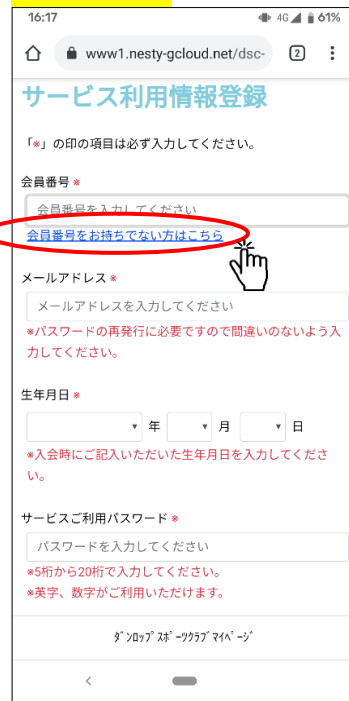 16:17 4G 61%
www1.nesty-gcloud.net/dsc- 2
サービス利用情報登録
「※」の印の項目は必ず入力してください。
会員番号 ※
会員番号を入力してください
会員番号をお持ちでない方はこちら
メールアドレス ※
メールアドレスを入力してください
※パスワードの再発行に必要ですので間違いのないよう入
力してください。
生年月日 ※
年 月 日
※入会時にご記入いただいた生年月日を入力してくださ
い。
サービスご利用パスワード ※
パスワードを入力してください
※5桁から20桁で入力してください。
※英字、数字がご利用いただけます。
ダンロップスポーツクラブマイページ